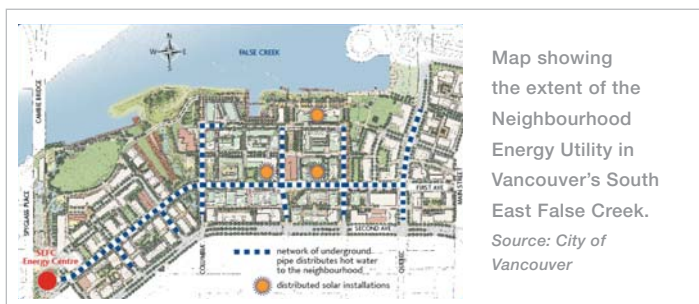 N
W
E
S
FALSE CREEK
CAMBIE BRIDGE
SPYGLASS PLACE
SEFC
Energy Centre
COLUMBIA
QUEBEC
MAIN STREET
FIRST AVE
SECOND AVE
network of underground
pipe distributes hot water
to the neighbourhood
distributed solar installations
Map showing
the extent of the
Neighbourhood
Energy Utility in
Vancouver's South
East False Creek.
Source: City of
Vancouver